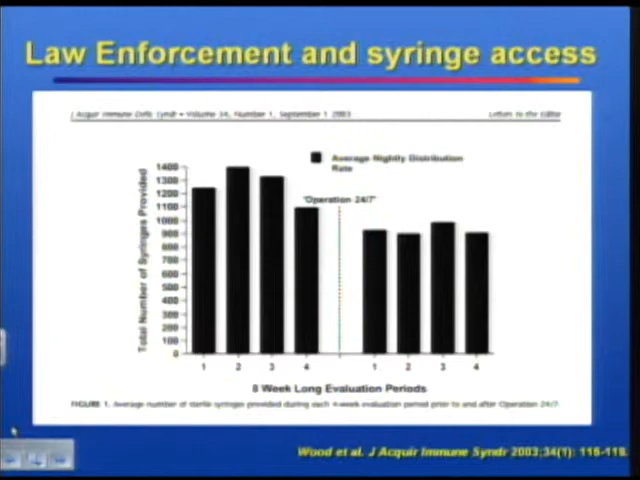 Law Enforcement and syringe access
J Acquir Immune Defic Syndr • Volume 34, Number 1, September 1 2003 Letters to the Editor
Average Nightly Distribution
Rate
"Operation 24/7"
Total Number of Syringes Provided
1400
1300
1200
1100
1000
900
800
700
600
500
400
300
200
100
0
1 2 3 4 1 2 3 4
8 Week Long Evaluation Periods
FIGURE 1. Average number of sterile syringes provided during each 4-week evaluation period prior to and after Operation 24/7
Wood et al. J Acquir Immune Syndr 2003;34(1): 116-118.